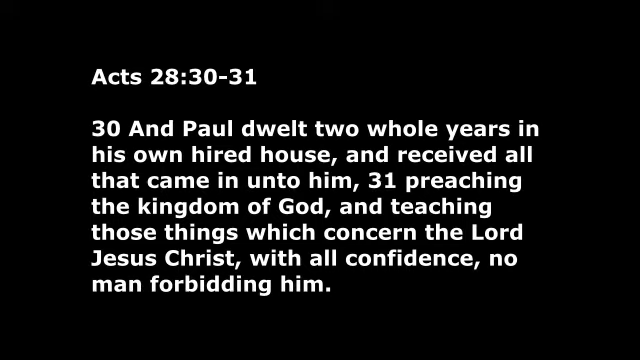 Acts 28:30-31
30 And Paul dwelt two whole years in
his own hired house, and received all
that came in unto him, 31 preaching
the kingdom of God, and teaching
those things which concern the Lord
Jesus Christ, with all confidence, no
man forbidding him.